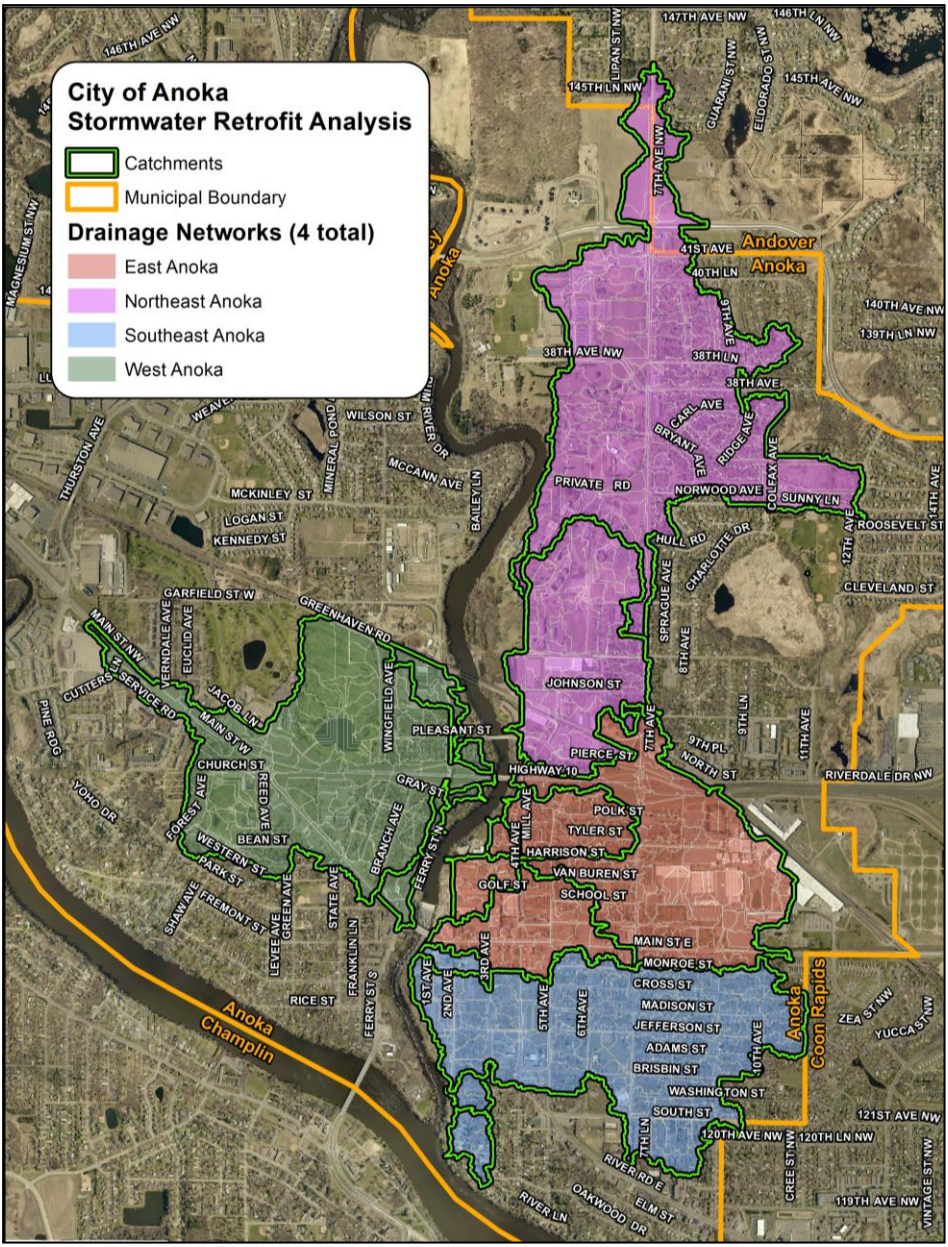 City of Anoka
Stormwater Retrofit Analysis
Catchments
Municipal Boundary
Drainage Networks (4 total)
East Anoka
Northeast Anoka
Southeast Anoka
West Anoka
146TH AVE NW
LIPAN ST NW
147TH AVE NW
146TH LN NW
145TH LN NW
GUARANI ST NW
ELDORADO ST NW
145TH AVE NW
7TH AVE NW
MAGNESIUM ST NW
Anoka
41ST AVE
Andover
Anoka
40TH LN
9TH AVE
140TH AVE NW
139TH LN NW
38TH AVE NW
38TH LN
38TH AVE
WILSON ST
RUM RIVER DR
THURSTON AVE
MINERAL POND
MCCANN AVE
BAILEY LN
CARL AVE
BRYANT AVE
RIDGE AVE
COLFAX AVE
MCKINLEY ST
PRIVATE RD
NORWOOD AVE
SUNNY LN
14TH AVE
LOGAN ST
KENNEDY ST
12TH AVE
ROOSEVELT ST
HULL RD
CHARLOTTE DR
SPRAGUE AVE
8TH AVE
CLEVELAND ST
GARFIELD ST W
GREENHAVEN RD
MAIN ST NW
EUCLID AVE
CUTTERS LN
SERVICE RD
JACOB LN
MAIN ST W
WINGFIELD AVE
JOHNSON ST
PINE RDG
PLEASANT ST
7TH AVE
9TH LN
11TH AVE
9TH PL
NORTH ST
CHURCH ST
PIERCE ST
HIGHWAY 10
RIVERDALE DR NW
YOHO DR
FOREST AVE
REED AVE
GRAY ST
MILL AVE
4TH AVE
POLK ST
TYLER ST
BEAN ST
BRANCH AVE
FERRY ST N
HARRISON ST
WESTERN ST
PARK ST
VAN BUREN ST
GOLF ST
SCHOOL ST
SHAW AVE
FREMONT ST
LEVEE AVE
GREEN AVE
STATE AVE
FRANKLIN LN
FERRY ST S
MAIN ST E
MONROE ST
1ST AVE
2ND AVE
3RD AVE
5TH AVE
6TH AVE
CROSS ST
MADISON ST
JEFFERSON ST
ADAMS ST
BRISBIN ST
10TH AVE
Anoka
Coon Rapids
ZEA ST NW
YUCCA ST NW
RICE ST
Anoka
Champlin
WASHINGTON ST
SOUTH ST
7TH LN
121ST AVE NW
120TH AVE NW
120TH LN NW
CREE ST NW
VINTAGE ST NW
RIVER RD E
ELM ST
OAKWOOD DR
RIVER LN
119TH AVE NW